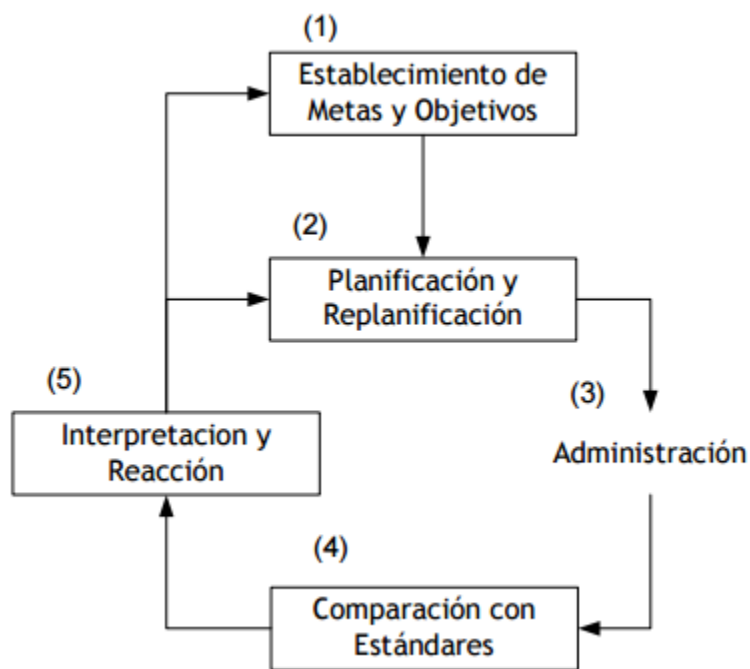 (1)
Establecimiento de
Metas y Objetivos
(2)
Planificación y
Replanificación
(3)
Administración
(4)
Comparación con
Estándares
(5)
Interpretacion y
Reacción